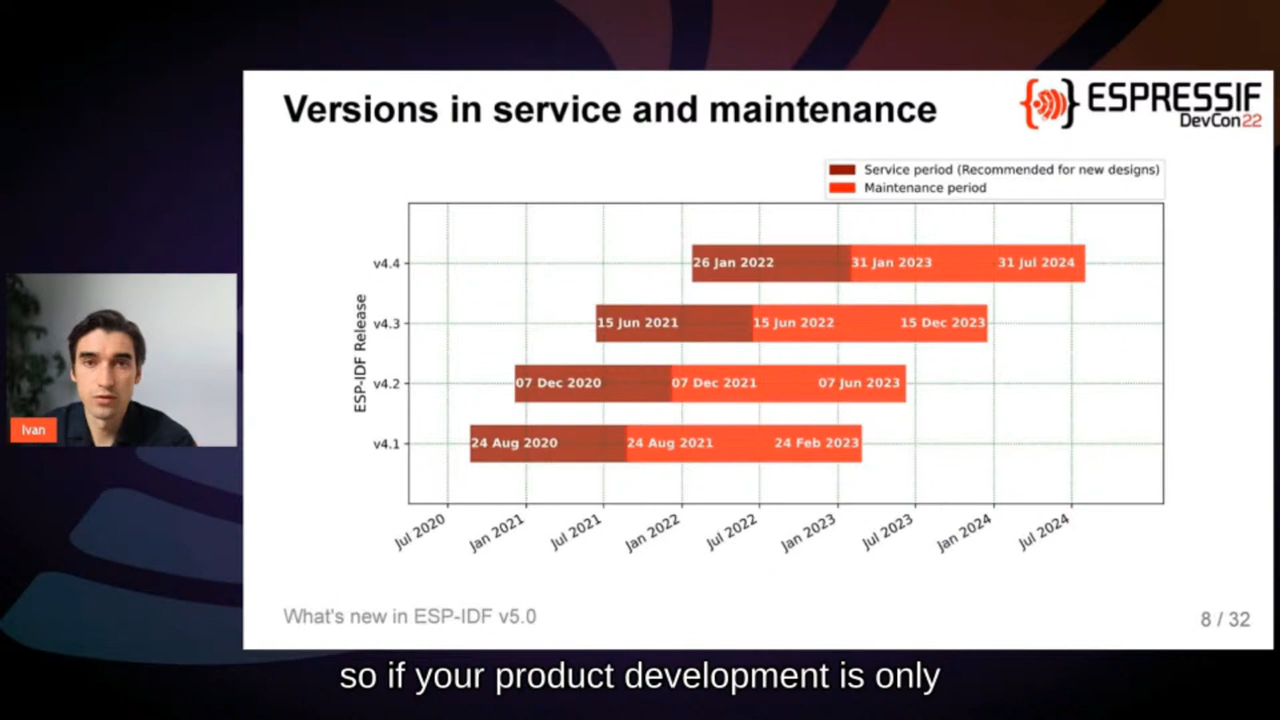 Versions in service and maintenance
{ } ESPRESSIF
DevCon22
Service period (Recommended for new designs)
Maintenance period
ESP-IDF Release
v4.4
26 Jan 2022 31 Jan 2023 31 Jul 2024
v4.3
15 Jun 2021 15 Jun 2022 15 Dec 2023
v4.2
07 Dec 2020 07 Dec 2021 07 Jun 2023
v4.1
24 Aug 2020 24 Aug 2021 24 Feb 2023
Jul 2020 Jan 2021 Jul 2021 Jan 2022 Jul 2022 Jan 2023 Jul 2023 Jan 2024 Jul 2024
Ivan
What's new in ESP-IDF v5.0
8 / 32
so if your product development is only